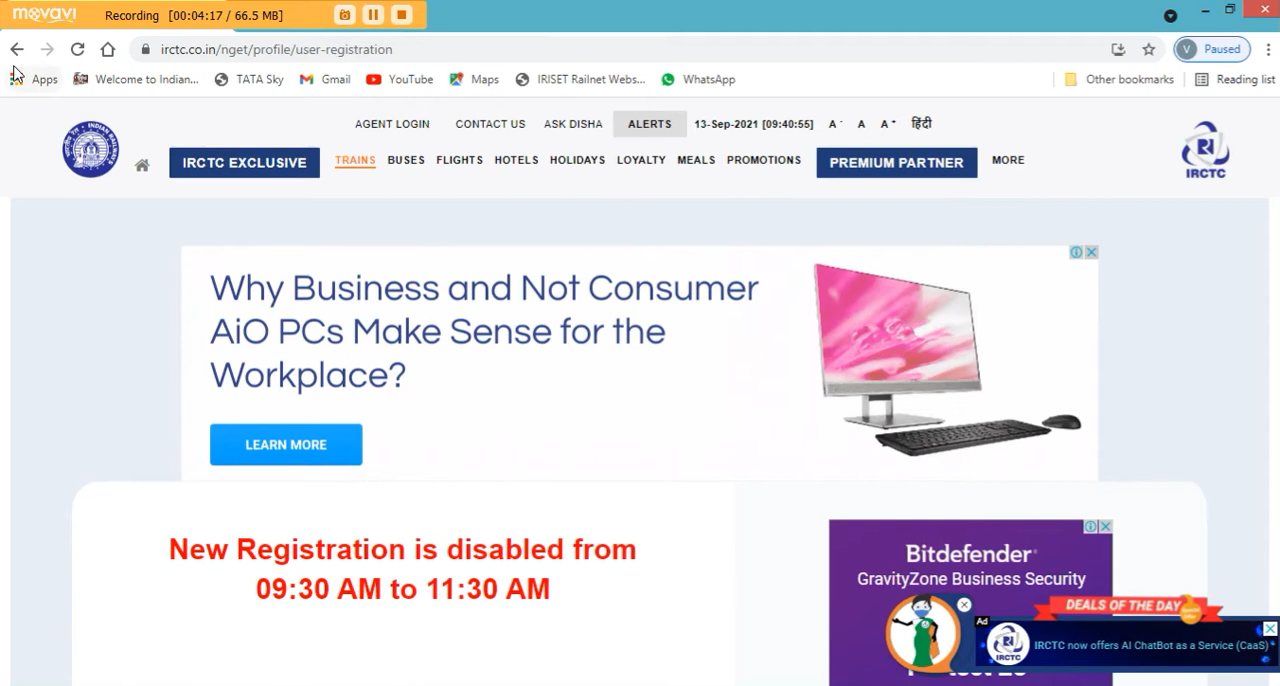 movavi Recording [00:04:17 / 66.5 MB]
irctc.co.in/nget/profile/user-registration
V Paused
Apps Welcome to Indian... TATA Sky Gmail YouTube Maps IRISET Railnet Webs... WhatsApp Other bookmarks Reading list
AGENT LOGIN CONTACT US ASK DISHA ALERTS 13-Sep-2021 [09:40:55] A- A A+ हिंदी
IRCTC EXCLUSIVE TRAINS BUSES FLIGHTS HOTELS HOLIDAYS LOYALTY MEALS PROMOTIONS PREMIUM PARTNER MORE
IRCTC
Why Business and Not Consumer
AiO PCs Make Sense for the
Workplace?
LEARN MORE
New Registration is disabled from
09:30 AM to 11:30 AM
Bitdefender
GravityZone Business Security
DEALS OF THE DAY
Ad
IRCTC
IRCTC now offers AI ChatBot as a Service (CaaS)